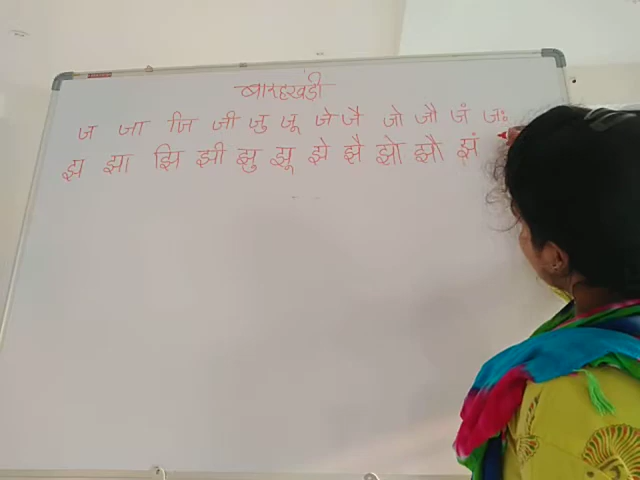 बारहखड़ी
ज जा जि जी जु जू जे जै जो जौ जं जः
झ झा झि झी झु झू झे झै झो झौ झं